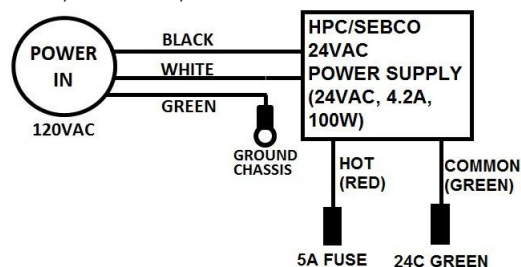 POWER
IN
120VAC
BLACK
WHITE
GREEN
GROUND
CHASSIS
HPC/SEBCO
24VAC
POWER SUPPLY
(24VAC, 4.2A,
100W)
HOT
(RED)
COMMON
(GREEN)
5A FUSE
24C GREEN